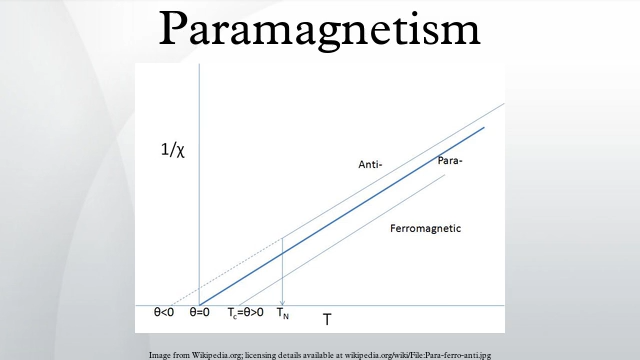 Paramagnetism
1/χ
Anti-
Para-
Ferromagnetic
θ<0 θ=0 Tc=θ>0 TN
T
Image from Wikipedia.org; licensing details available at wikipedia.org/wiki/File:Para-ferro-anti.jpg